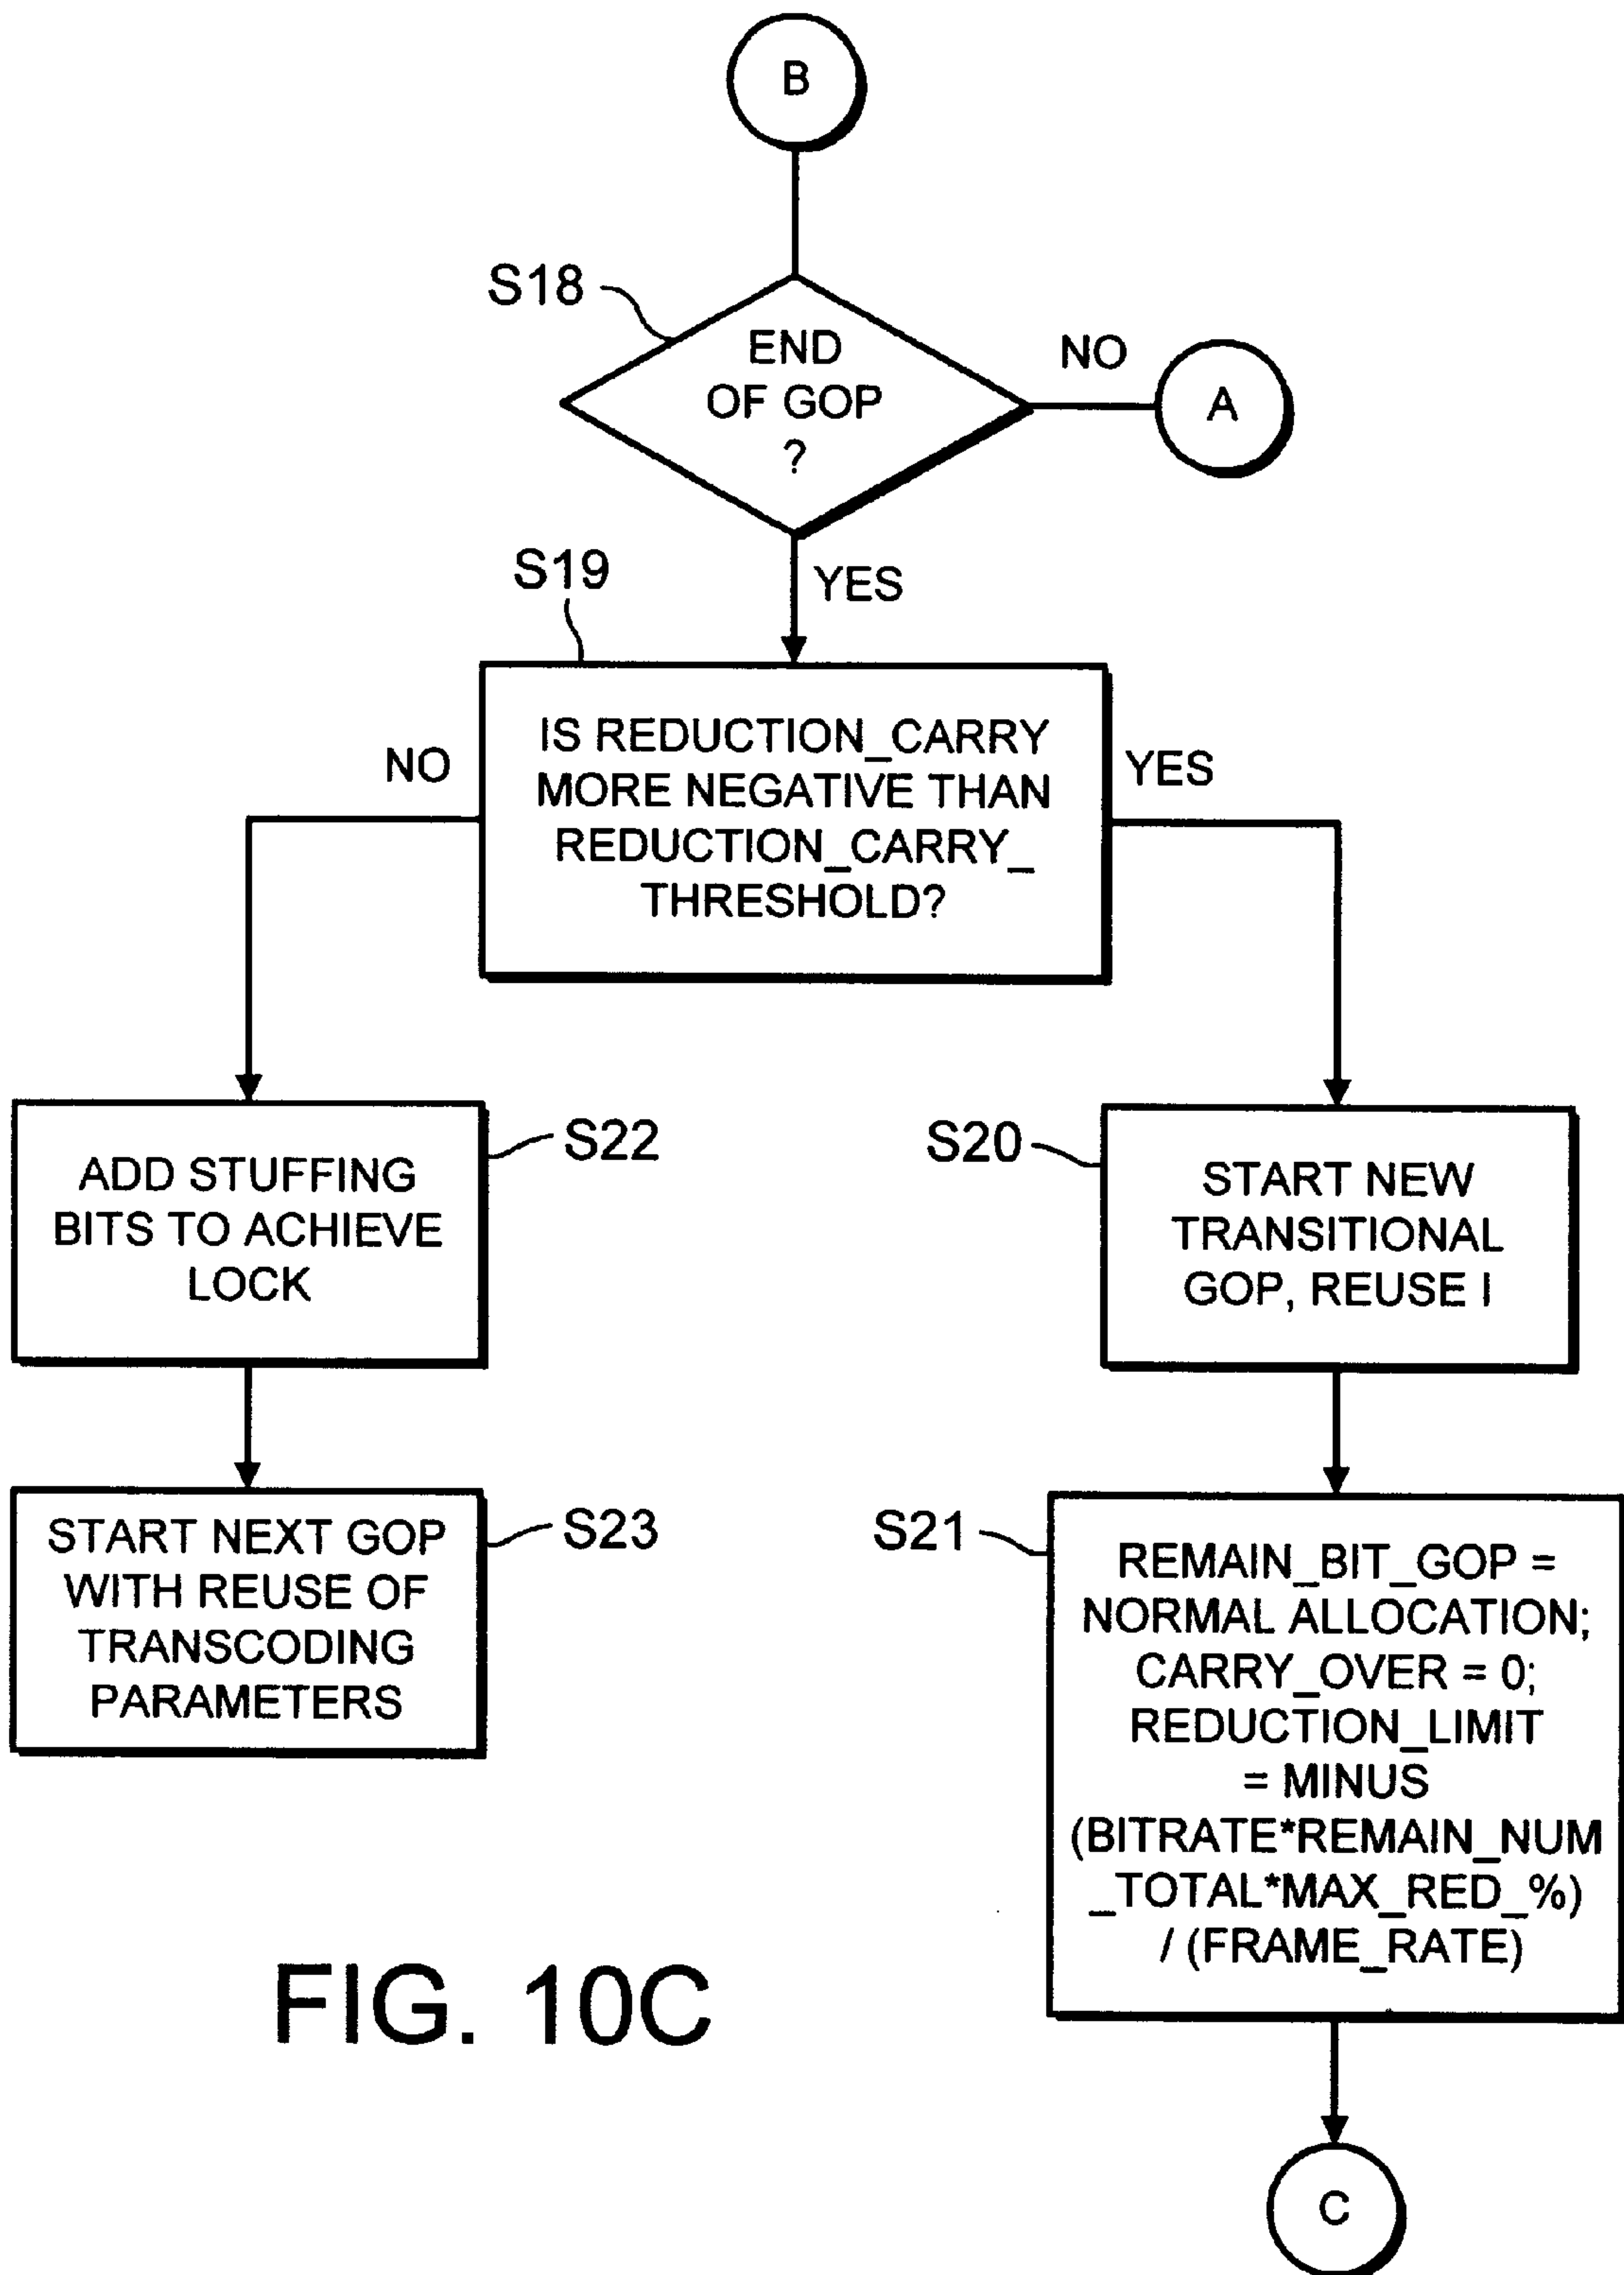 B
S18
END
OF GOP
?
NO
A
S19
YES
IS REDUCTION_CARRY
MORE NEGATIVE THAN
REDUCTION_CARRY_
THRESHOLD?
NO
YES
S22
ADD STUFFING
BITS TO ACHIEVE
LOCK
S20
START NEW
TRANSITIONAL
GOP, REUSE I
S23
START NEXT GOP
WITH REUSE OF
TRANSCODING
PARAMETERS
S21
REMAIN_BIT_GOP =
NORMAL ALLOCATION;
CARRY_OVER = 0;
REDUCTION_LIMIT
= MINUS
(BITRATE*REMAIN_NUM
_TOTAL*MAX_RED_%)
/ (FRAME_RATE)
FIG. 10C
C